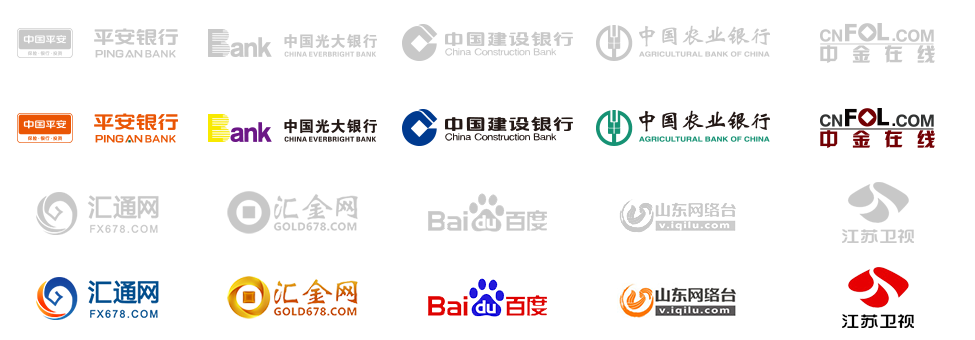 中国平安
保险·银行·投资
平安银行
PINGAN BANK
Bank
中国光大银行
CHINA EVERBRIGHT BANK
中国建设银行
China Construction Bank
中国农业银行
AGRICULTURAL BANK OF CHINA
CNFOL.COM
中金在线
中国平安
保险·银行·投资
平安银行
PINGAN BANK
Bank
中国光大银行
CHINA EVERBRIGHT BANK
中国建设银行
China Construction Bank
中国农业银行
AGRICULTURAL BANK OF CHINA
CNFOL.COM
中金在线
汇通网
FX678.COM
汇金网
GOLD678.COM
Bai du 百度
山东网络台
v.iqilu.com
江苏卫视
汇通网
FX678.COM
汇金网
GOLD678.COM
Bai du 百度
山东网络台
v.iqilu.com
江苏卫视